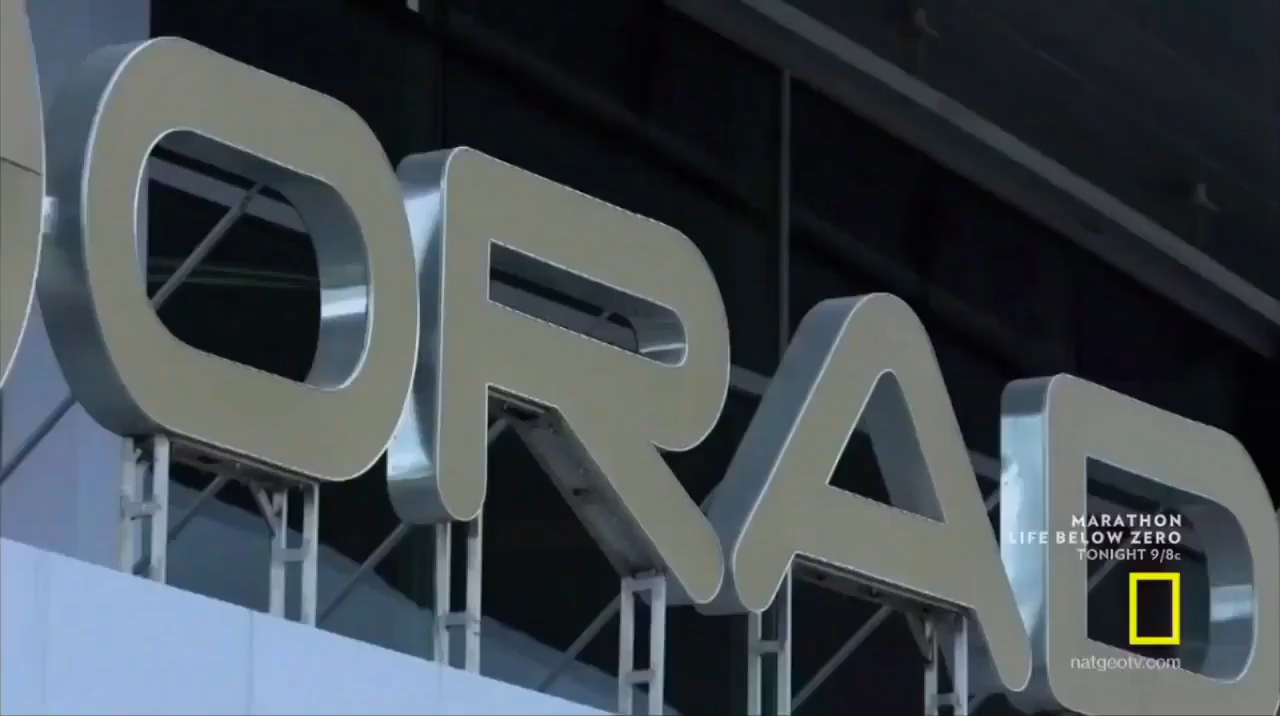 ORAD
MARATHON
LIFE BELOW ZERO
TONIGHT 9/8c
natgeotv.com